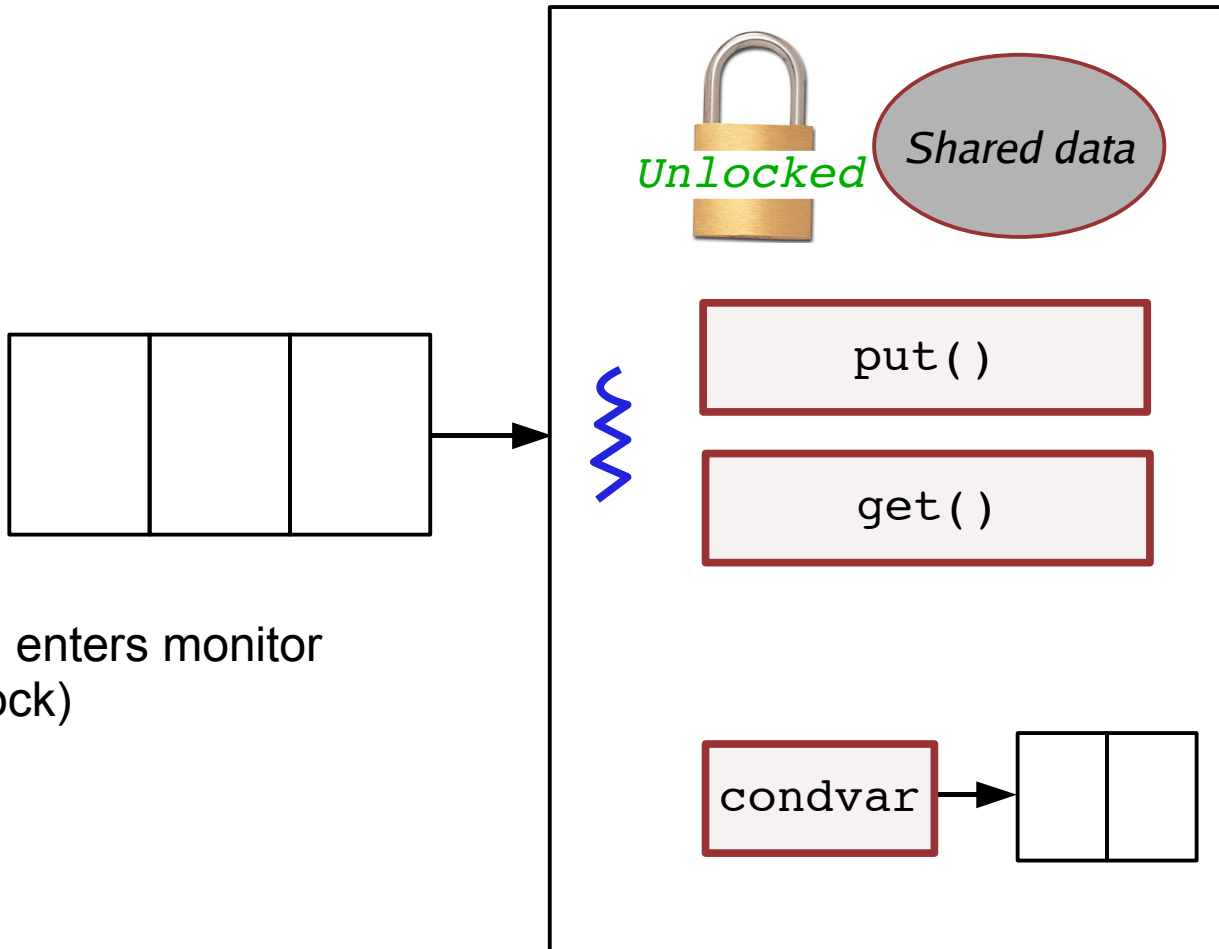 Unlocked
Shared data
put()
get()
enters monitor
ock)
condvar